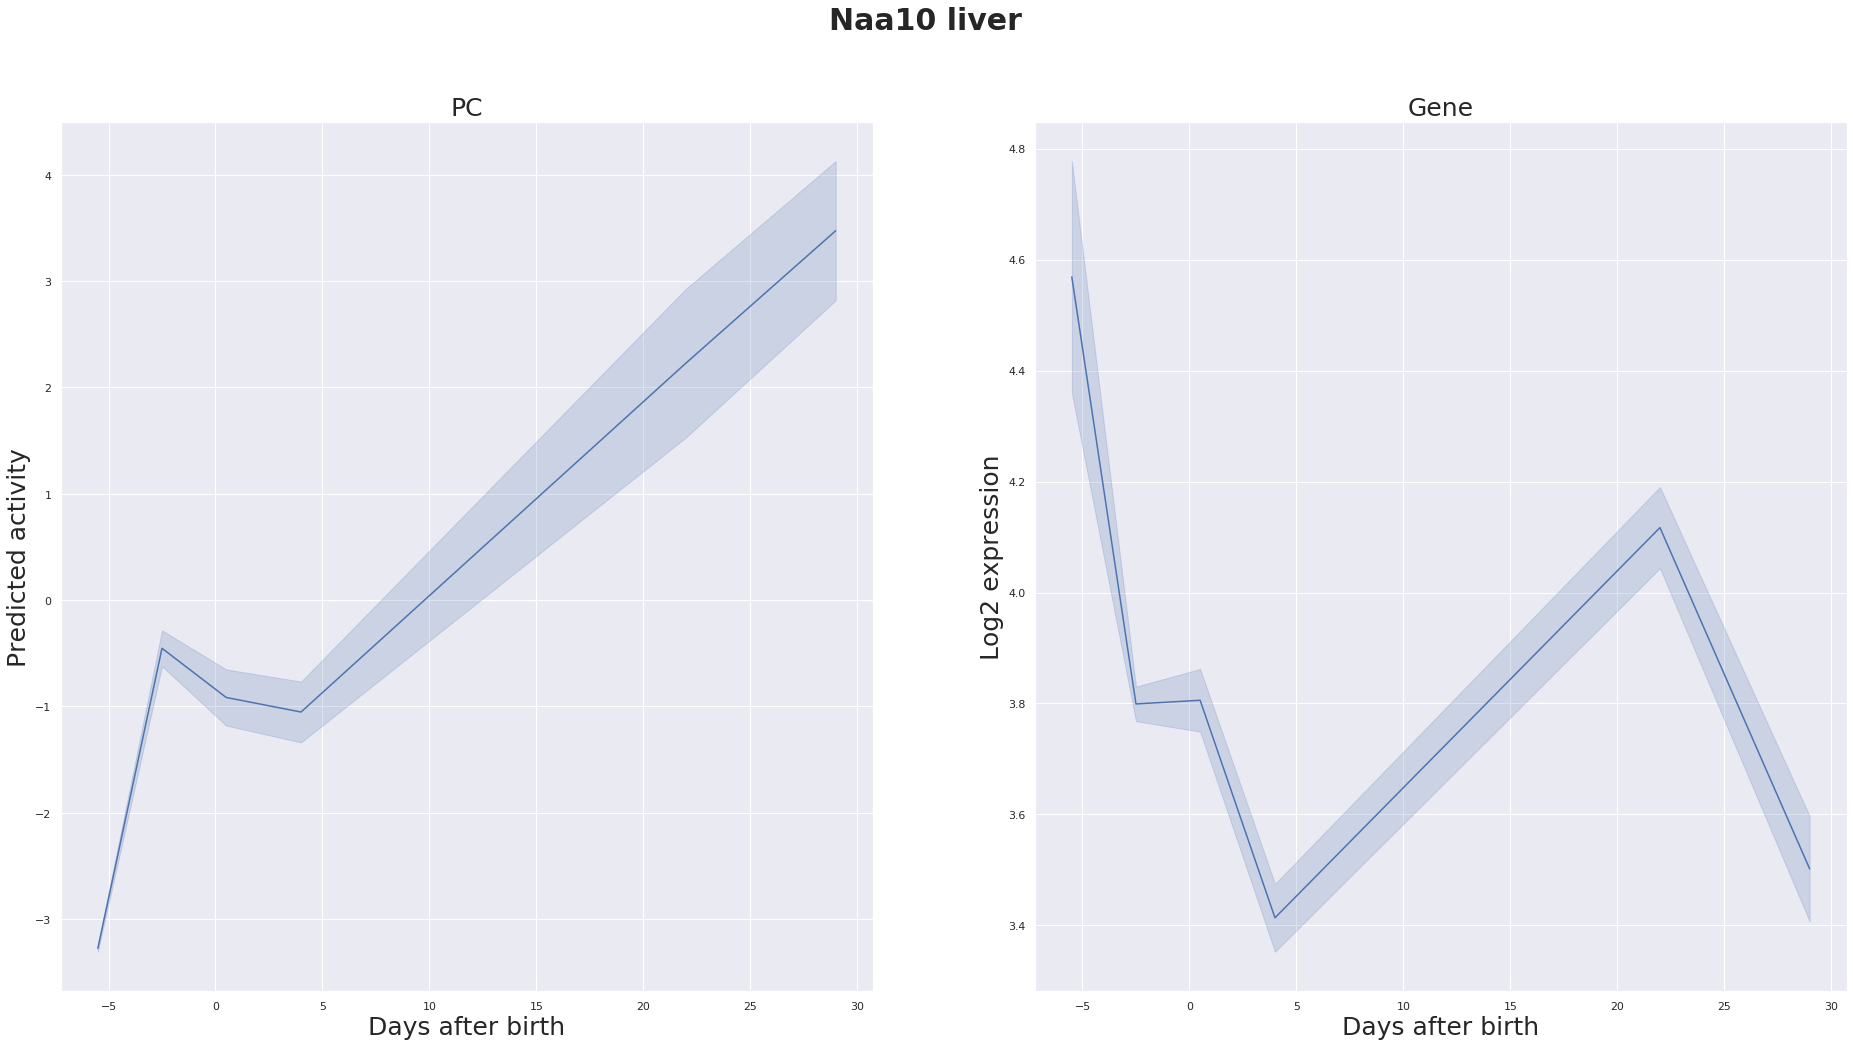 Naa10 liver
PC
Predicted activity
4
3
2
1
0
−1
−2
−3
−5 0 5 10 15 20 25 30
Days after birth
Gene
Log2 expression
4.8
4.6
4.4
4.2
4.0
3.8
3.6
3.4
−5 0 5 10 15 20 25 30
Days after birth